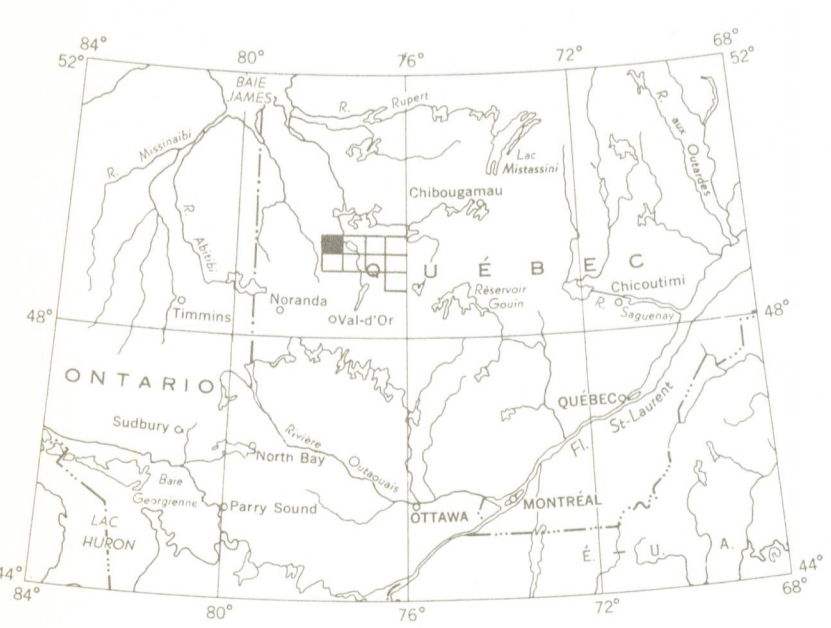 84°
80°
76°
72°
68°
52°
52°
BAIE
JAMES
R. Rupert
R. Missinaibi
R. aux Outardes
Lac
Mistassini
Chibougamau
R. Abitibi
QUÉBEC
Réservoir
Gouin
Chicoutimi
R. Saguenay
Noranda
Timmins
Val-d'Or
48°
48°
ONTARIO
QUÉBEC
Fl. St-Laurent
Sudbury
Rivière Outaouais
North Bay
Baie
Georgienne
Parry Sound
OTTAWA
MONTRÉAL
LAC
HURON
É. U. A.
44°
44°
84°
80°
76°
72°
68°